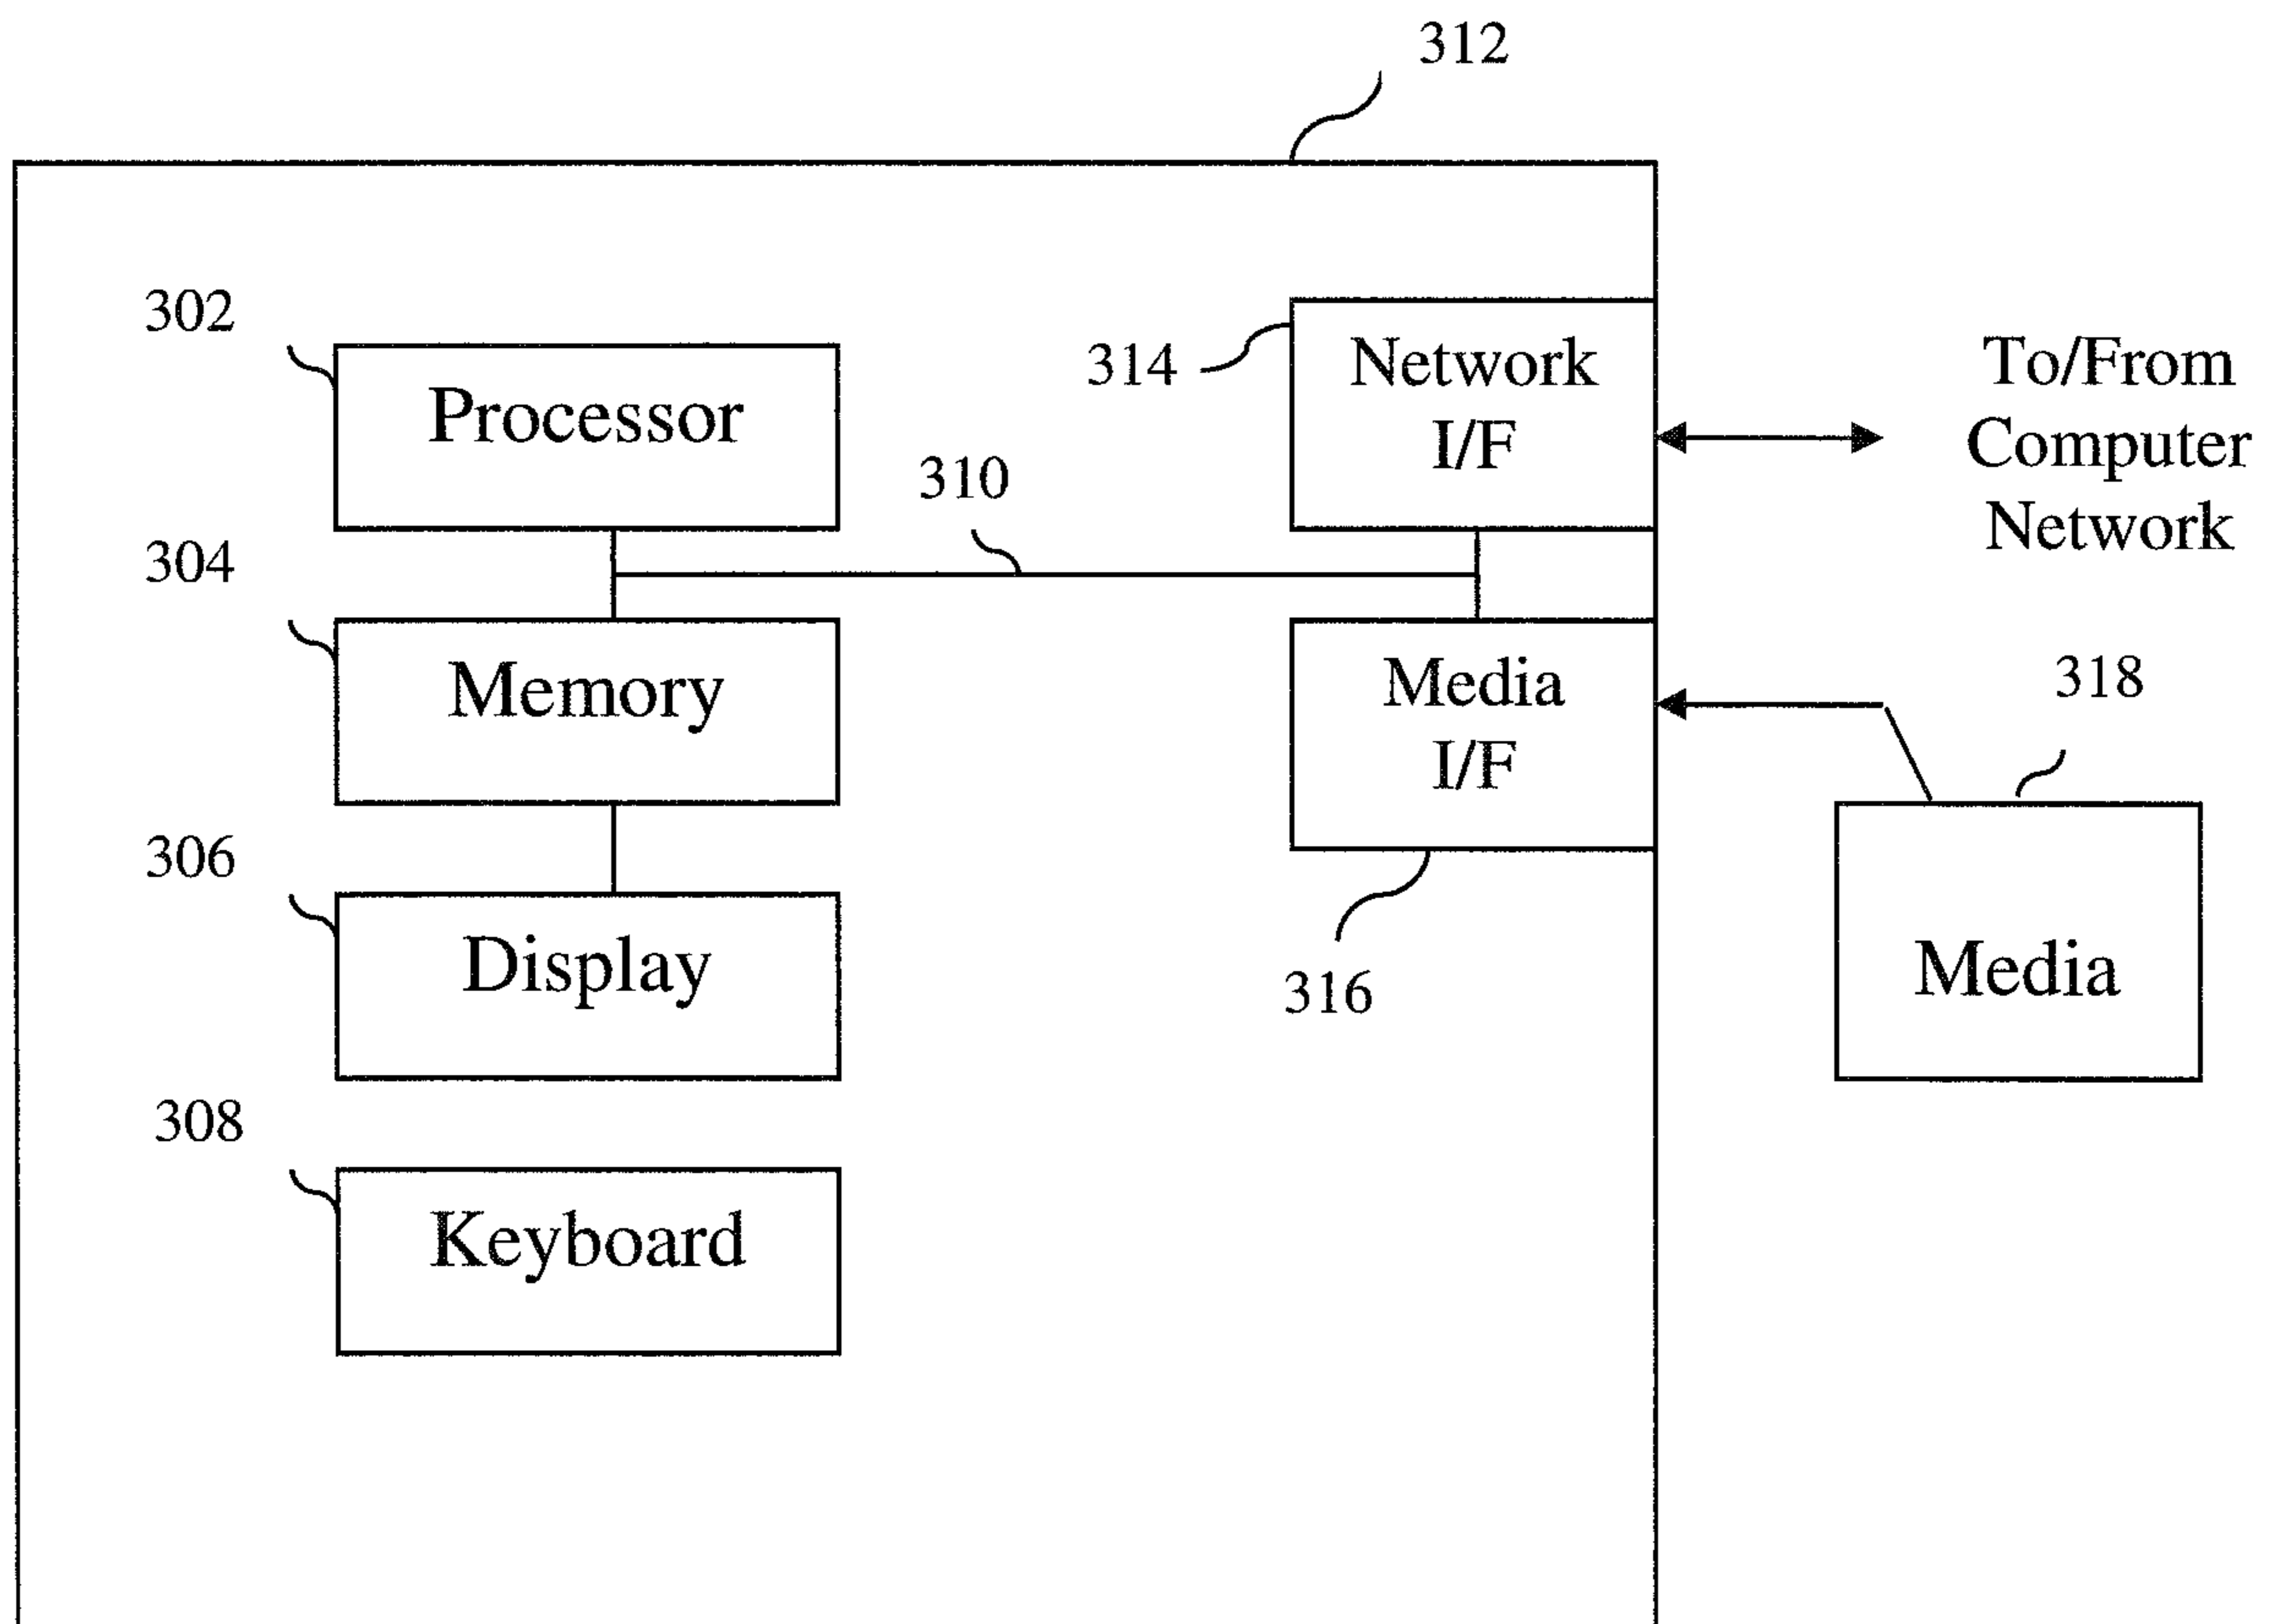 312
302
Processor
314
Network
I/F
To/From
Computer
Network
310
304
Memory
Media
I/F
318
306
Display
316
Media
308
Keyboard